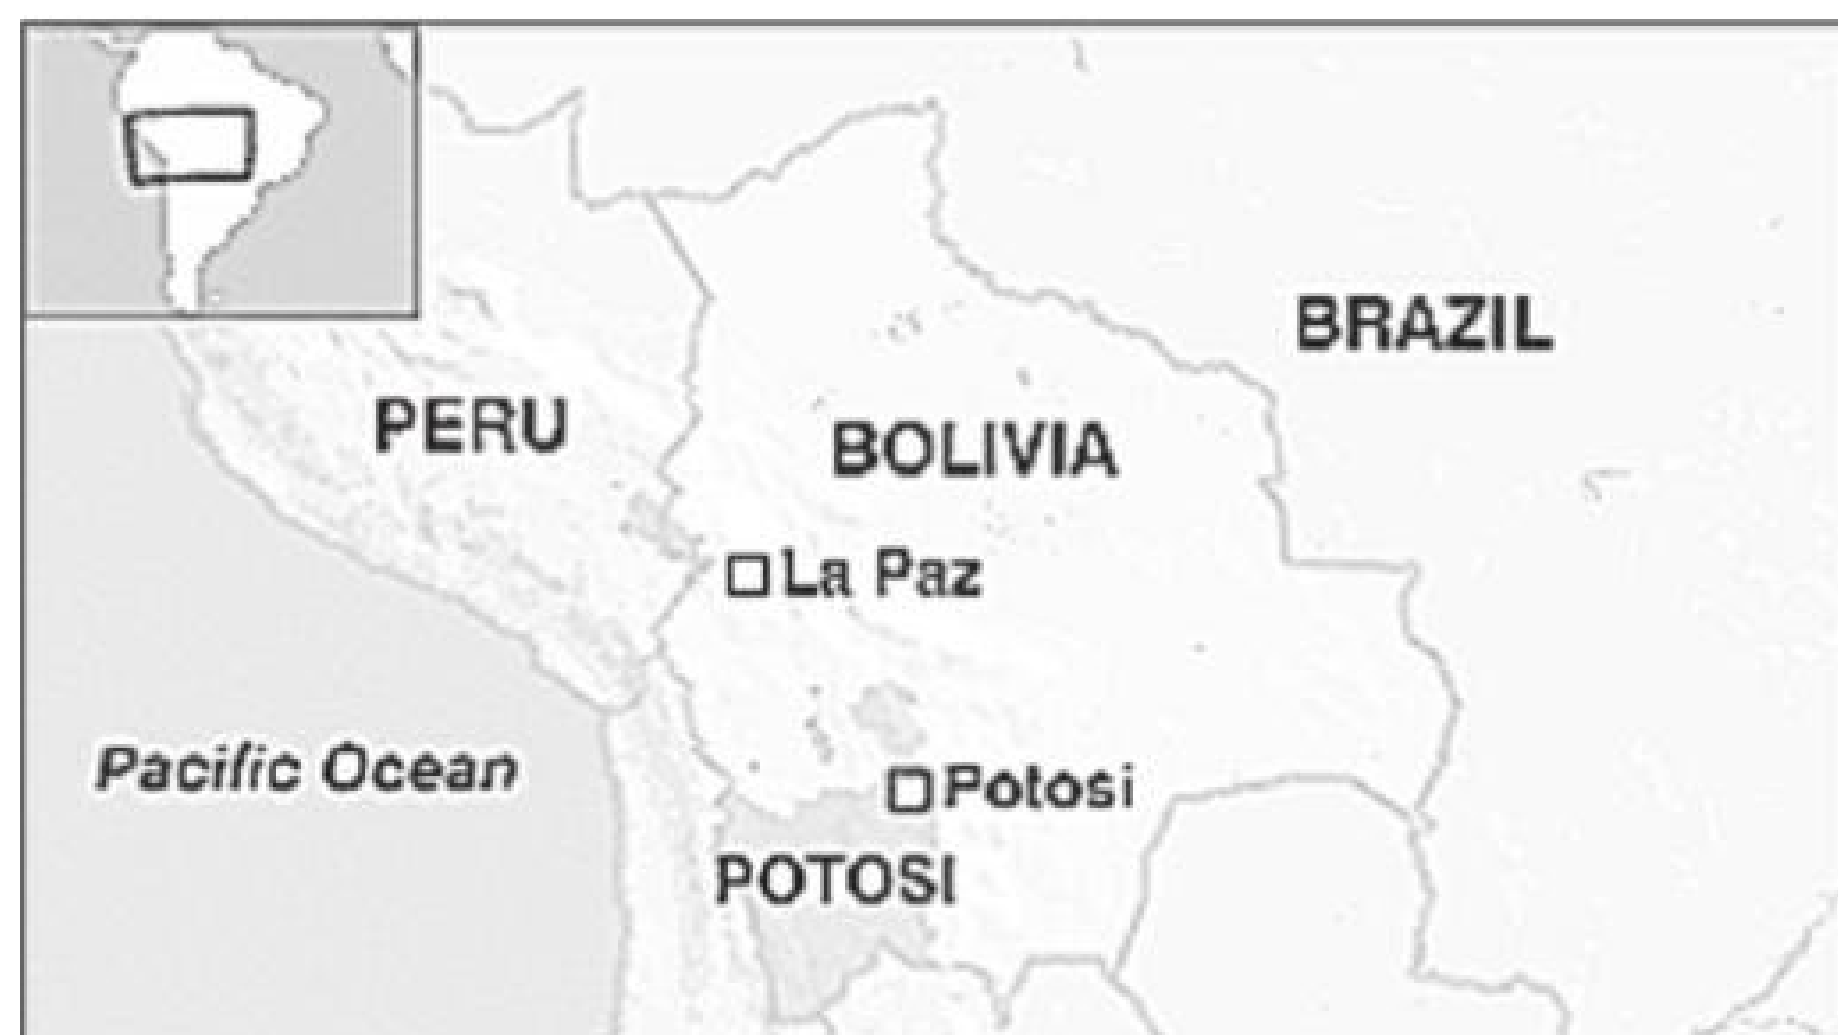 BRAZIL
PERU
BOLIVIA
La Paz
Pacific Ocean
Potosi
POTOSI